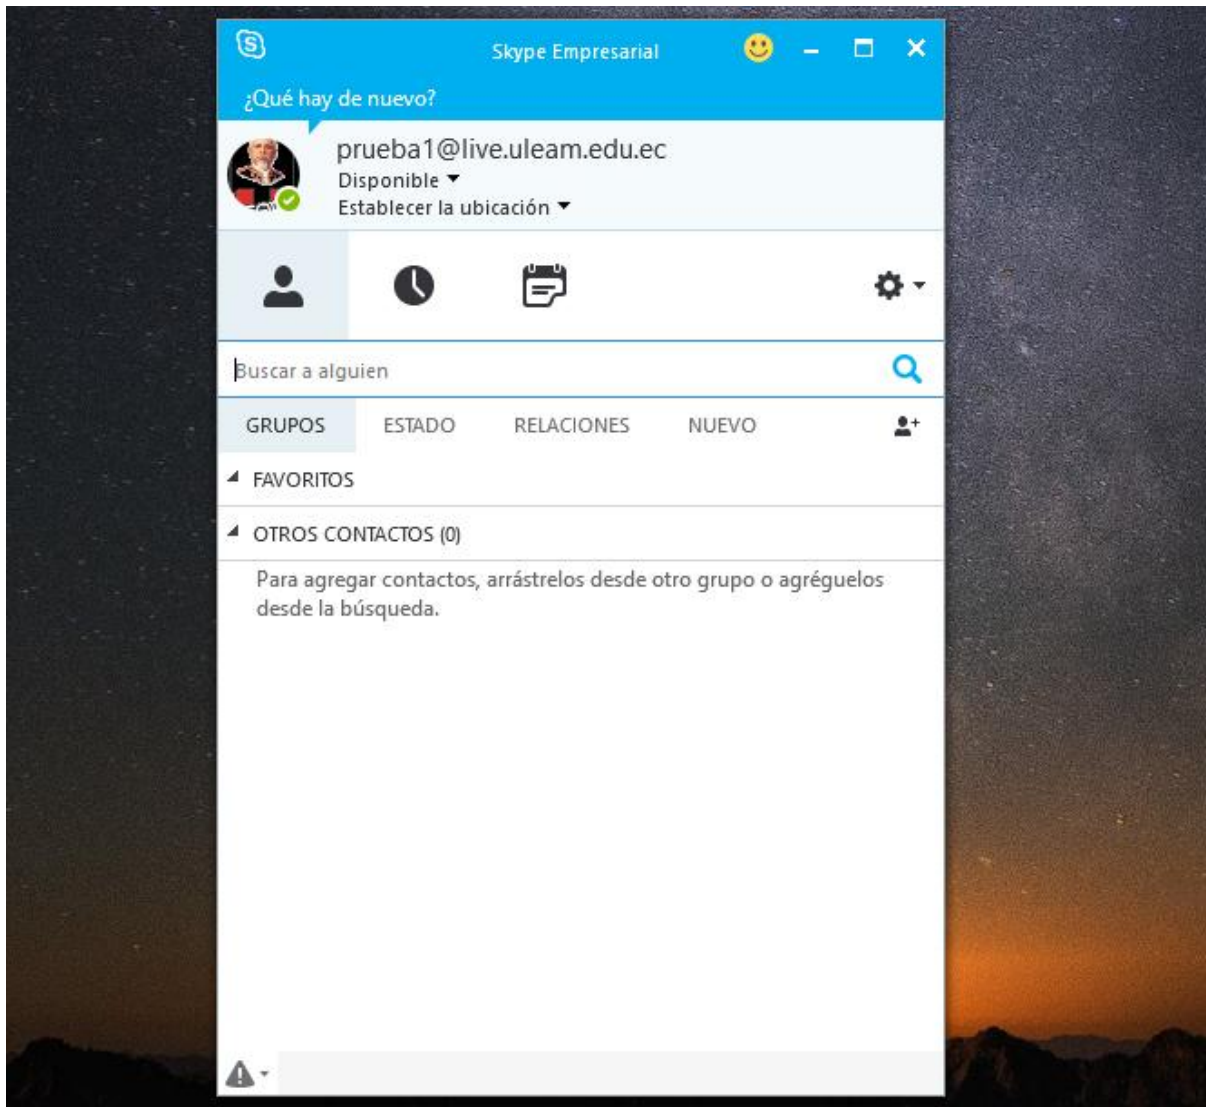 Skype Empresarial
¿Qué hay de nuevo?
prueba1@live.uleam.edu.ec
Disponible
Establecer la ubicación
Buscar a alguien
GRUPOS ESTADO RELACIONES NUEVO
FAVORITOS
OTROS CONTACTOS (0)
Para agregar contactos, arrástrelos desde otro grupo o agréguelos
desde la búsqueda.